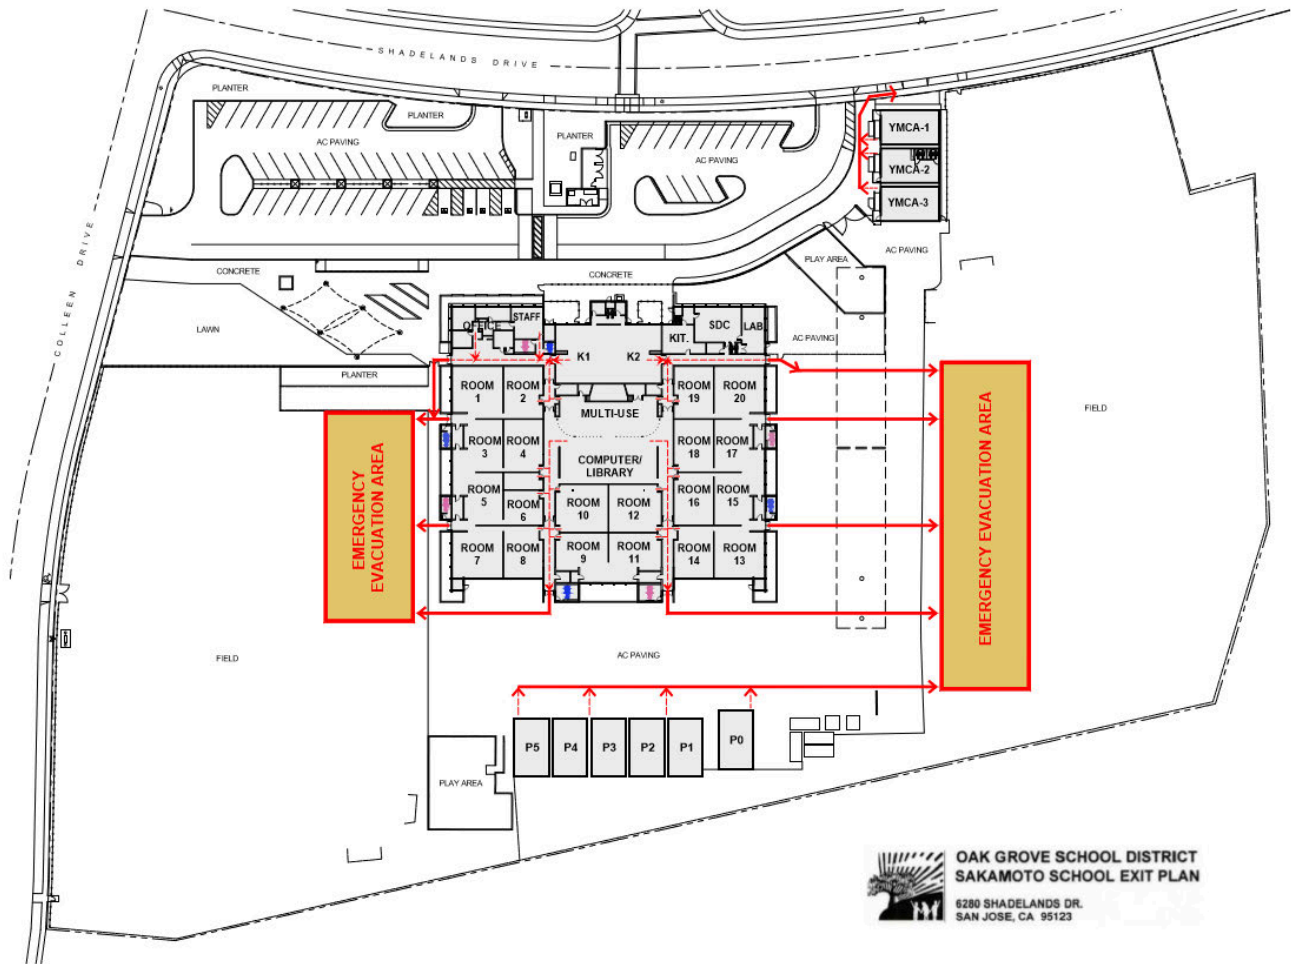 SHADELANDS DRIVE
PLANTER
PLANTER
AC PAVING
PLANTER
AC PAVING
YMCA-1
YMCA-2
YMCA-3
COLLEEN DRIVE
AC PAVING
PLAY AREA
CONCRETE
CONCRETE
LAWN
OFFICE
STAFF
KIT.
SDC
LAB
AC PAVING
K1
K2
PLANTER
ROOM
1
ROOM
2
MULTI-USE
ROOM
19
ROOM
20
FIELD
EMERGENCY
EVACUATION AREA
ROOM
3
ROOM
4
COMPUTER/
LIBRARY
ROOM
18
ROOM
17
EMERGENCY EVACUATION AREA
ROOM
5
ROOM
6
ROOM
10
ROOM
12
ROOM
16
ROOM
15
ROOM
7
ROOM
8
ROOM
9
ROOM
11
ROOM
14
ROOM
13
FIELD
AC PAVING
P5
P4
P3
P2
P1
P0
PLAY AREA
OAK GROVE SCHOOL DISTRICT
SAKAMOTO SCHOOL EXIT PLAN
6280 SHADELANDS DR.
SAN JOSE, CA 95123